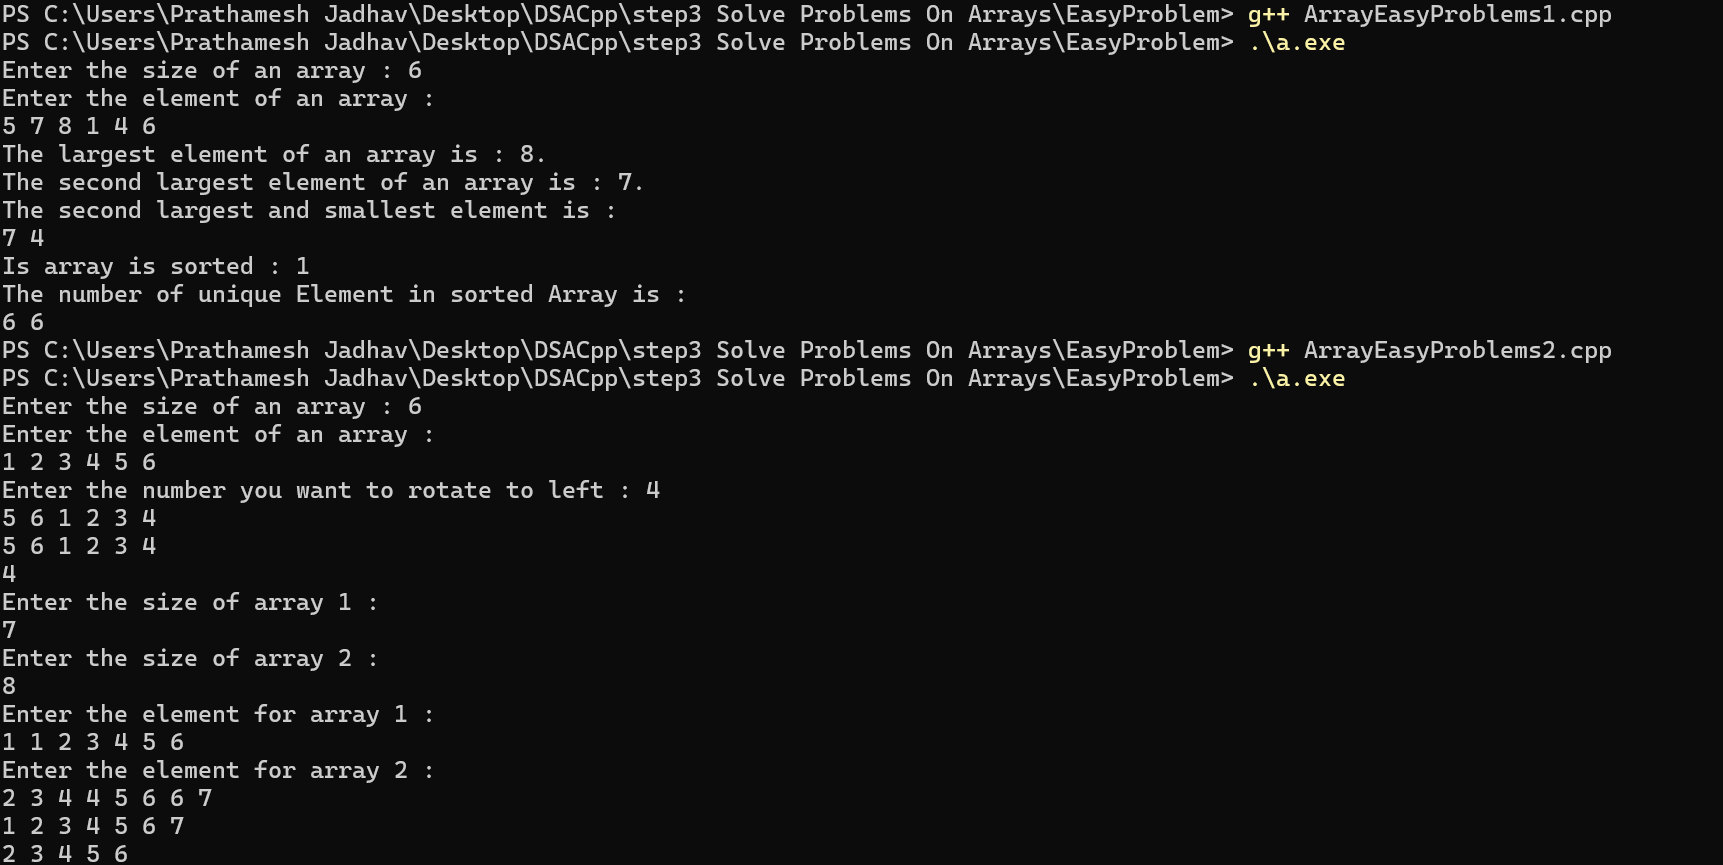 PS C:\Users\Prathamesh Jadhav\Desktop\DSACpp\step3 Solve Problems On Arrays\EasyProblem> g++ ArrayEasyProblems1.cpp
PS C:\Users\Prathamesh Jadhav\Desktop\DSACpp\step3 Solve Problems On Arrays\EasyProblem> .\a.exe
Enter the size of an array : 6
Enter the element of an array :
5 7 8 1 4 6
The largest element of an array is : 8.
The second largest element of an array is : 7.
The second largest and smallest element is :
7 4
Is array is sorted : 1
The number of unique Element in sorted Array is :
6 6
PS C:\Users\Prathamesh Jadhav\Desktop\DSACpp\step3 Solve Problems On Arrays\EasyProblem> g++ ArrayEasyProblems2.cpp
PS C:\Users\Prathamesh Jadhav\Desktop\DSACpp\step3 Solve Problems On Arrays\EasyProblem> .\a.exe
Enter the size of an array : 6
Enter the element of an array :
1 2 3 4 5 6
Enter the number you want to rotate to left : 4
5 6 1 2 3 4
5 6 1 2 3 4
4
Enter the size of array 1 :
7
Enter the size of array 2 :
8
Enter the element for array 1 :
1 1 2 3 4 5 6
Enter the element for array 2 :
2 3 4 4 5 6 6 7
1 2 3 4 5 6 7
2 3 4 5 6